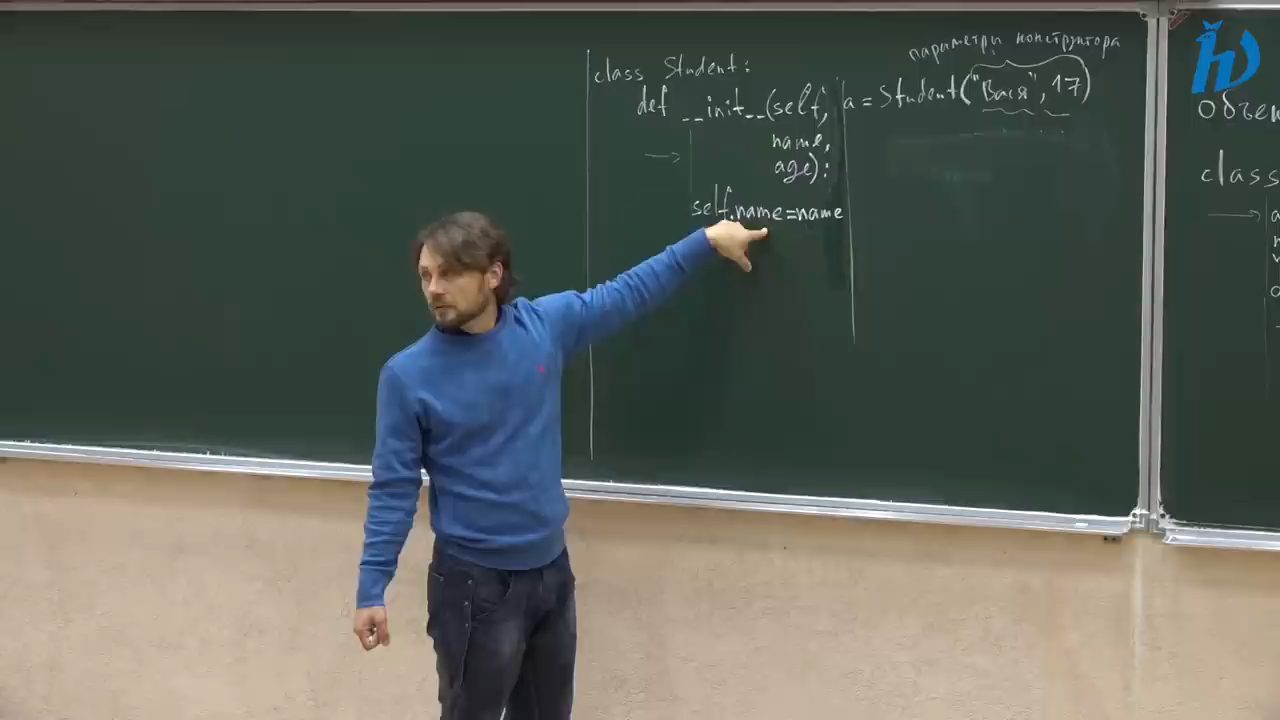 class Student:
def __init__(self,
name,
age):
self.name=name
параметры конструктора
a = Student("Вася", 17)
объек
class